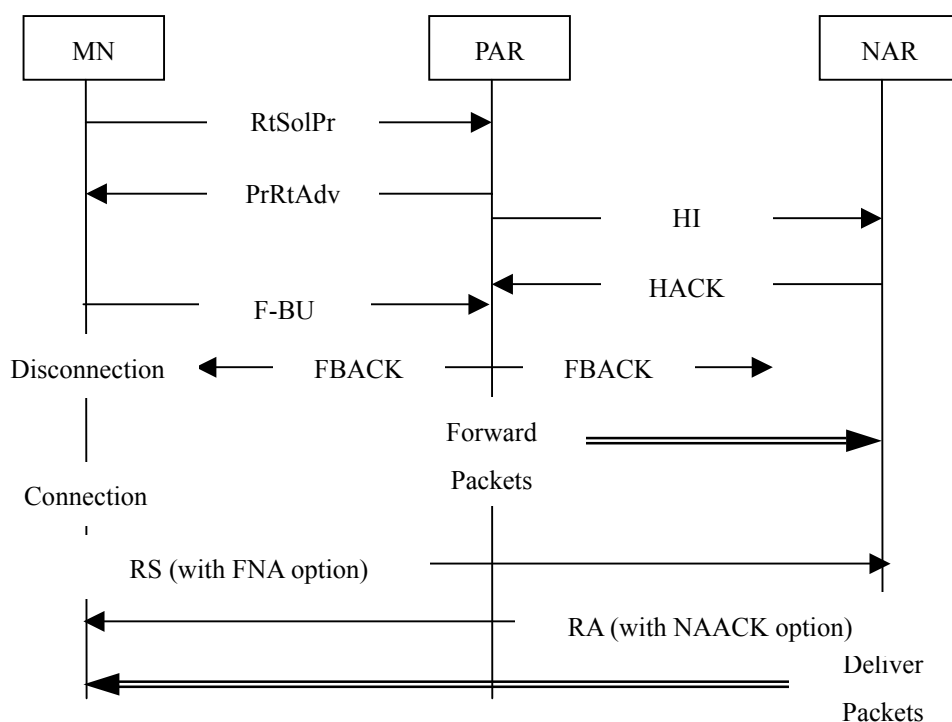 MN
PAR
NAR
RtSolPr
PrRtAdv
HI
HACK
F-BU
Disconnection
FBACK
FBACK
Forward
Packets
Connection
RS (with FNA option)
RA (with NAACK option)
Deliver
Packets